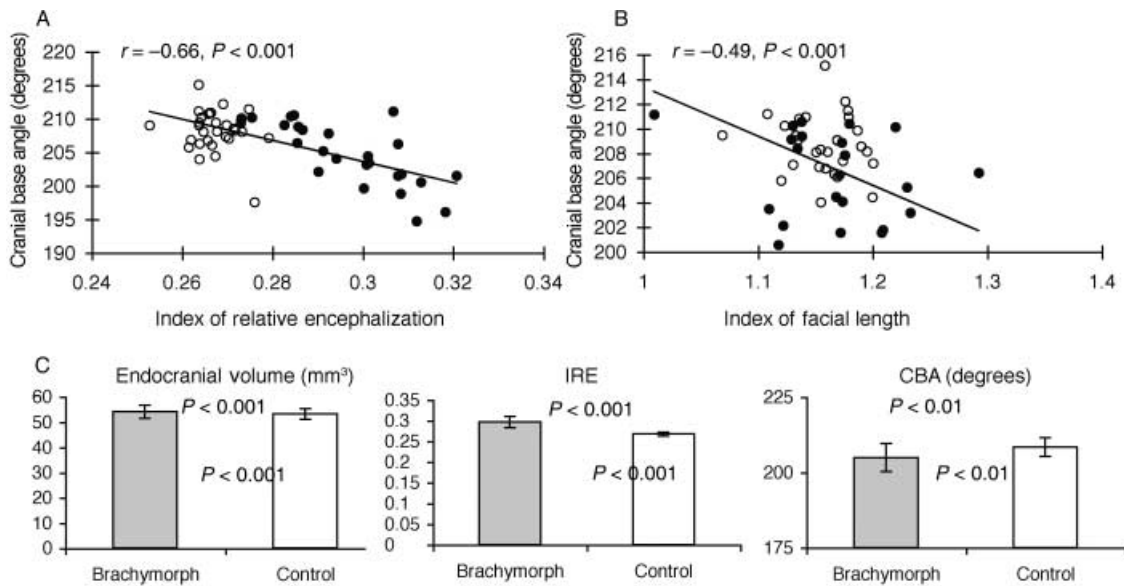 A
r = –0.66, P < 0.001
Cranial base angle (degrees)
220
215
210
205
200
195
190
0.24 0.26 0.28 0.3 0.32 0.34
Index of relative encephalization
B
r = –0.49, P < 0.001
Cranial base angle (degrees)
216
214
212
210
208
206
204
202
200
1 1.1 1.2 1.3 1.4
Index of facial length
C
Endocranial volume (mm³)
P < 0.001
60
50
40
30
20
10
0
P < 0.001
Brachymorph Control
IRE
P < 0.001
0.35
0.3
0.25
0.2
0.15
0.1
0.05
0
P < 0.001
Brachymorph Control
CBA (degrees)
P < 0.01
225
200
175
P < 0.01
Brachymorph Control